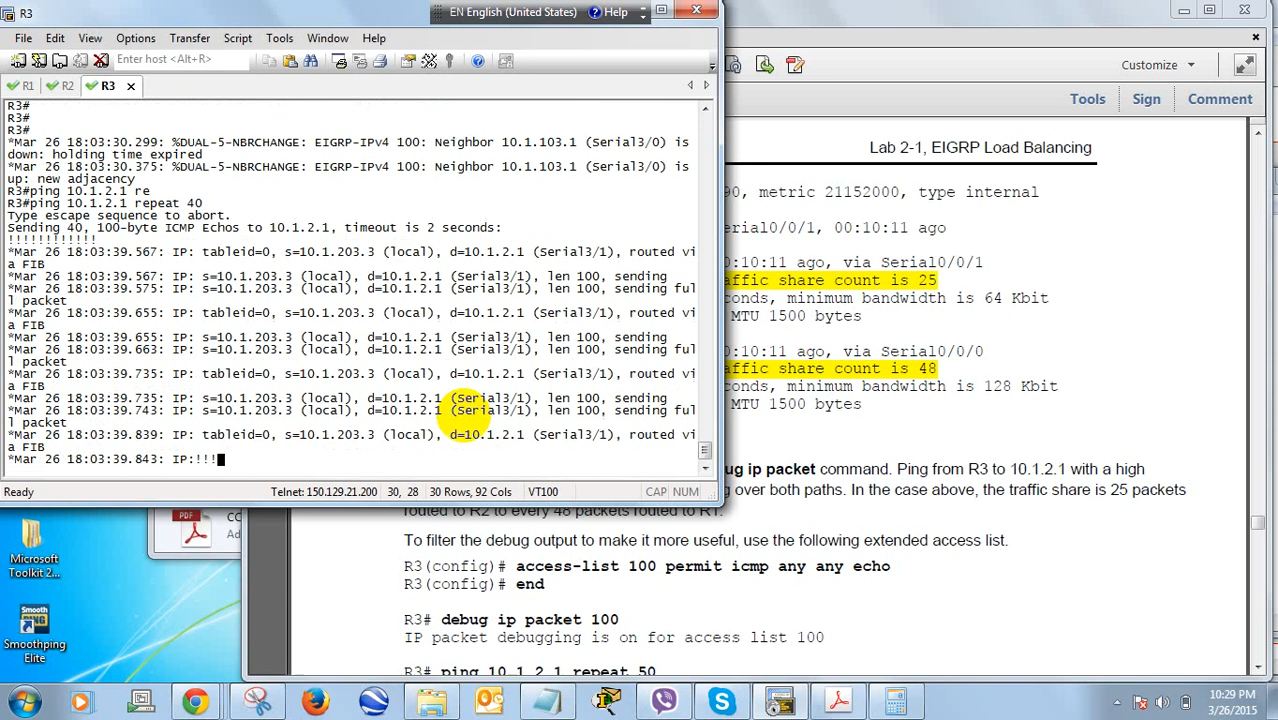 R3
EN English (United States)
Help
File Edit View Options Transfer Script Tools Window Help
Enter host <Alt+R>
R1 R2 R3
R3#
R3#
R3#
*Mar 26 18:03:30.299: %DUAL-5-NBRCHANGE: EIGRP-IPv4 100: Neighbor 10.1.103.1 (Serial3/0) is
down: holding time expired
*Mar 26 18:03:30.375: %DUAL-5-NBRCHANGE: EIGRP-IPv4 100: Neighbor 10.1.103.1 (Serial3/0) is
up: new adjacency
R3#ping 10.1.2.1 re
R3#ping 10.1.2.1 repeat 40
Type escape sequence to abort.
Sending 40, 100-byte ICMP Echos to 10.1.2.1, timeout is 2 seconds:
!!!!!!!!!!!!
*Mar 26 18:03:39.567: IP: tableid=0, s=10.1.203.3 (local), d=10.1.2.1 (Serial3/1), routed vi
a FIB
*Mar 26 18:03:39.567: IP: s=10.1.203.3 (local), d=10.1.2.1 (Serial3/1), len 100, sending
*Mar 26 18:03:39.575: IP: s=10.1.203.3 (local), d=10.1.2.1 (Serial3/1), len 100, sending ful
l packet
*Mar 26 18:03:39.655: IP: tableid=0, s=10.1.203.3 (local), d=10.1.2.1 (Serial3/1), routed vi
a FIB
*Mar 26 18:03:39.655: IP: s=10.1.203.3 (local), d=10.1.2.1 (Serial3/1), len 100, sending
*Mar 26 18:03:39.663: IP: s=10.1.203.3 (local), d=10.1.2.1 (Serial3/1), len 100, sending ful
l packet
*Mar 26 18:03:39.735: IP: tableid=0, s=10.1.203.3 (local), d=10.1.2.1 (Serial3/1), routed vi
a FIB
*Mar 26 18:03:39.735: IP: s=10.1.203.3 (local), d=10.1.2.1 (Serial3/1), len 100, sending
*Mar 26 18:03:39.743: IP: s=10.1.203.3 (local), d=10.1.2.1 (Serial3/1), len 100, sending ful
l packet
*Mar 26 18:03:39.839: IP: tableid=0, s=10.1.203.3 (local), d=10.1.2.1 (Serial3/1), routed vi
a FIB
*Mar 26 18:03:39.843: IP:!!!
Ready Telnet: 150.129.21.200 30, 28 30 Rows, 92 Cols VT100 CAP NUM
Customize
Tools Sign Comment
Lab 2-1, EIGRP Load Balancing
90, metric 21152000, type internal
erial0/0/1, 00:10:11 ago
0:10:11 ago, via Serial0/0/1
affic share count is 25
conds, minimum bandwidth is 64 Kbit
MTU 1500 bytes
0:10:11 ago, via Serial0/0/0
affic share count is 48
conds, minimum bandwidth is 128 Kbit
MTU 1500 bytes
bug ip packet command. Ping from R3 to 10.1.2.1 with a high
g over both paths. In the case above, the traffic share is 25 packets
routed to R2 to every 48 packets routed to R1.
To filter the debug output to make it more useful, use the following extended access list.
R3(config)# access-list 100 permit icmp any any echo
R3(config)# end
R3# debug ip packet 100
IP packet debugging is on for access list 100
R3# ping 10.1.2.1 repeat 50
PDF
CC
Ad
Microsoft
Toolkit 2...
Smooth
PING
Smoothping
Elite
10:29 PM
3/26/2015